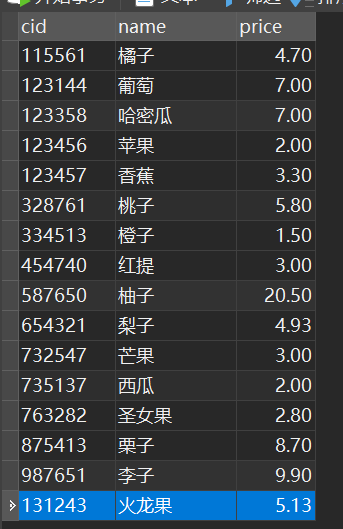 cid name price
115561 橘子 4.70
123144 葡萄 7.00
123358 哈密瓜 7.00
123456 苹果 2.00
123457 香蕉 3.30
328761 桃子 5.80
334513 橙子 1.50
454740 红提 3.00
587650 柚子 20.50
654321 梨子 4.93
732547 芒果 3.00
735137 西瓜 2.00
763282 圣女果 2.80
875413 栗子 8.70
987651 李子 9.90
131243 火龙果 5.13